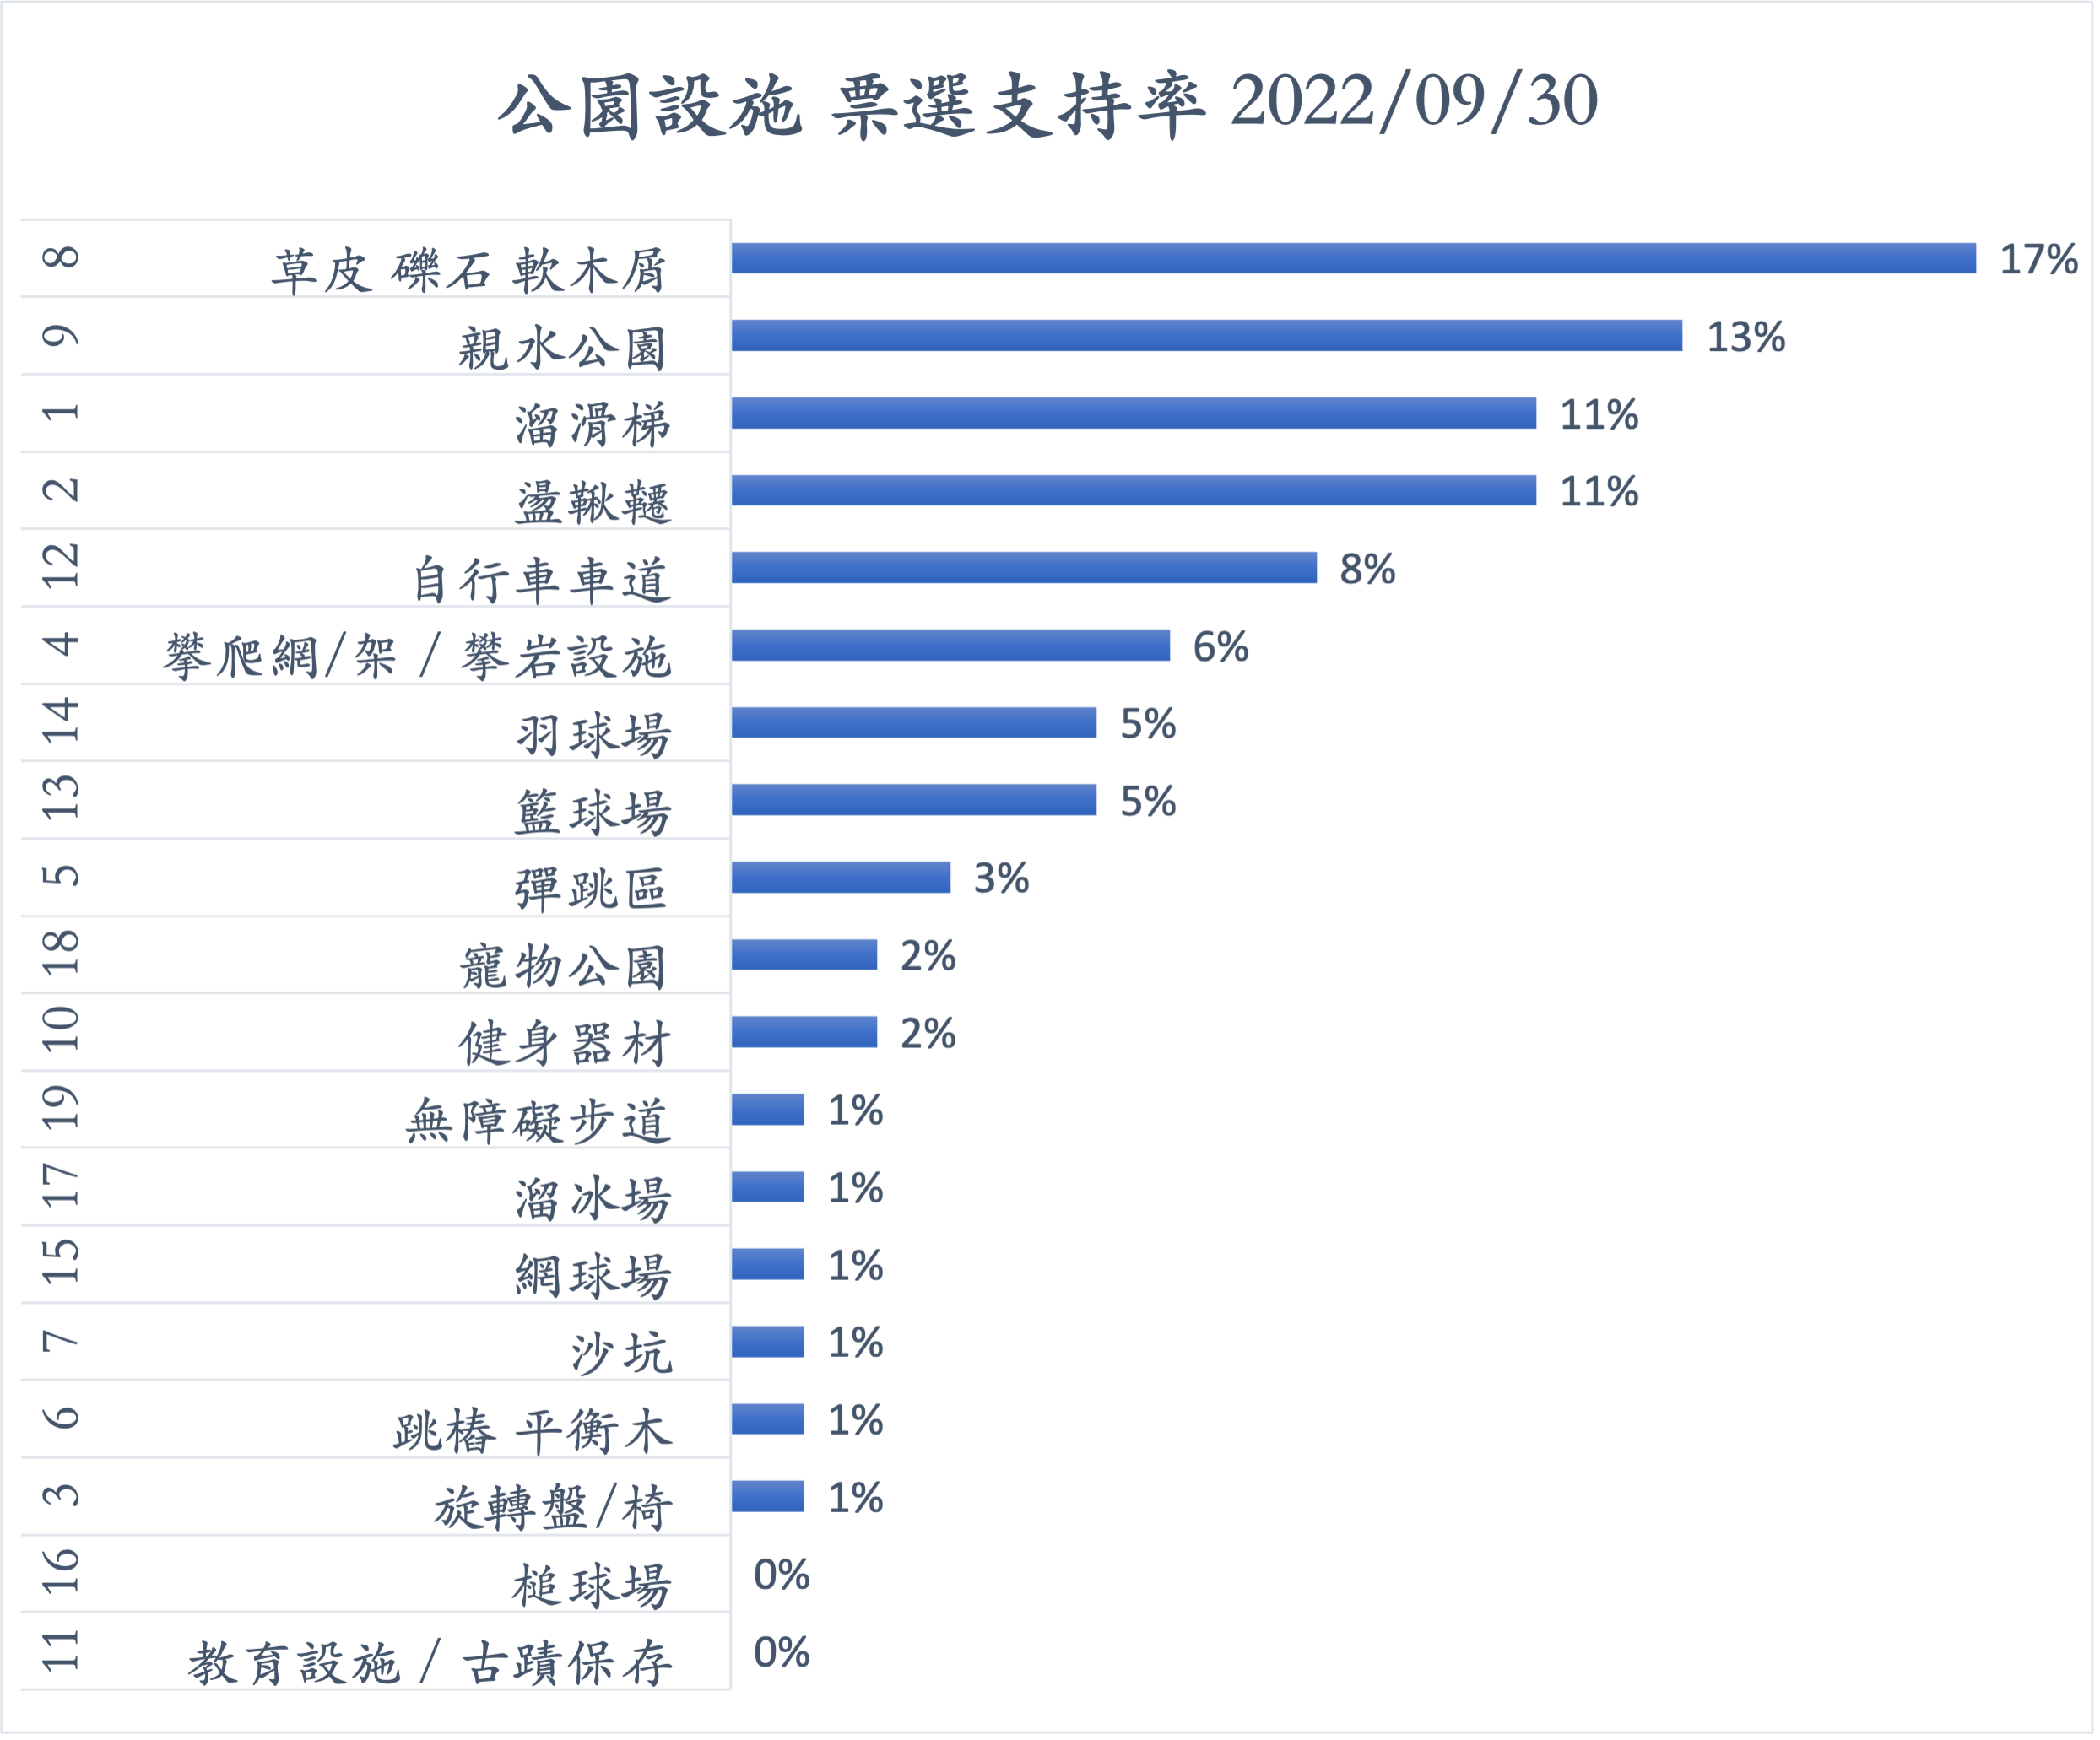 公園設施 票選支持率 2022/09/30
8 草皮 礫石 軟木屑 17%
9 親水公園 13%
1 溜滑梯 11%
2 盪鞦韆 11%
12 自行車車道 8%
4 攀爬網/架 / 攀岩設施 6%
14 羽球場 5%
13 籃球場 5%
5 彈跳區 3%
18 寵物公園 2%
10 健身器材 2%
19 無障礙步道 1%
17 溜冰場 1%
15 網球場 1%
7 沙坑 1%
6 跳樁 平衡木 1%
3 旋轉盤/椅 1%
16 槌球場 0%
11 教育設施 / 古蹟保存 0%